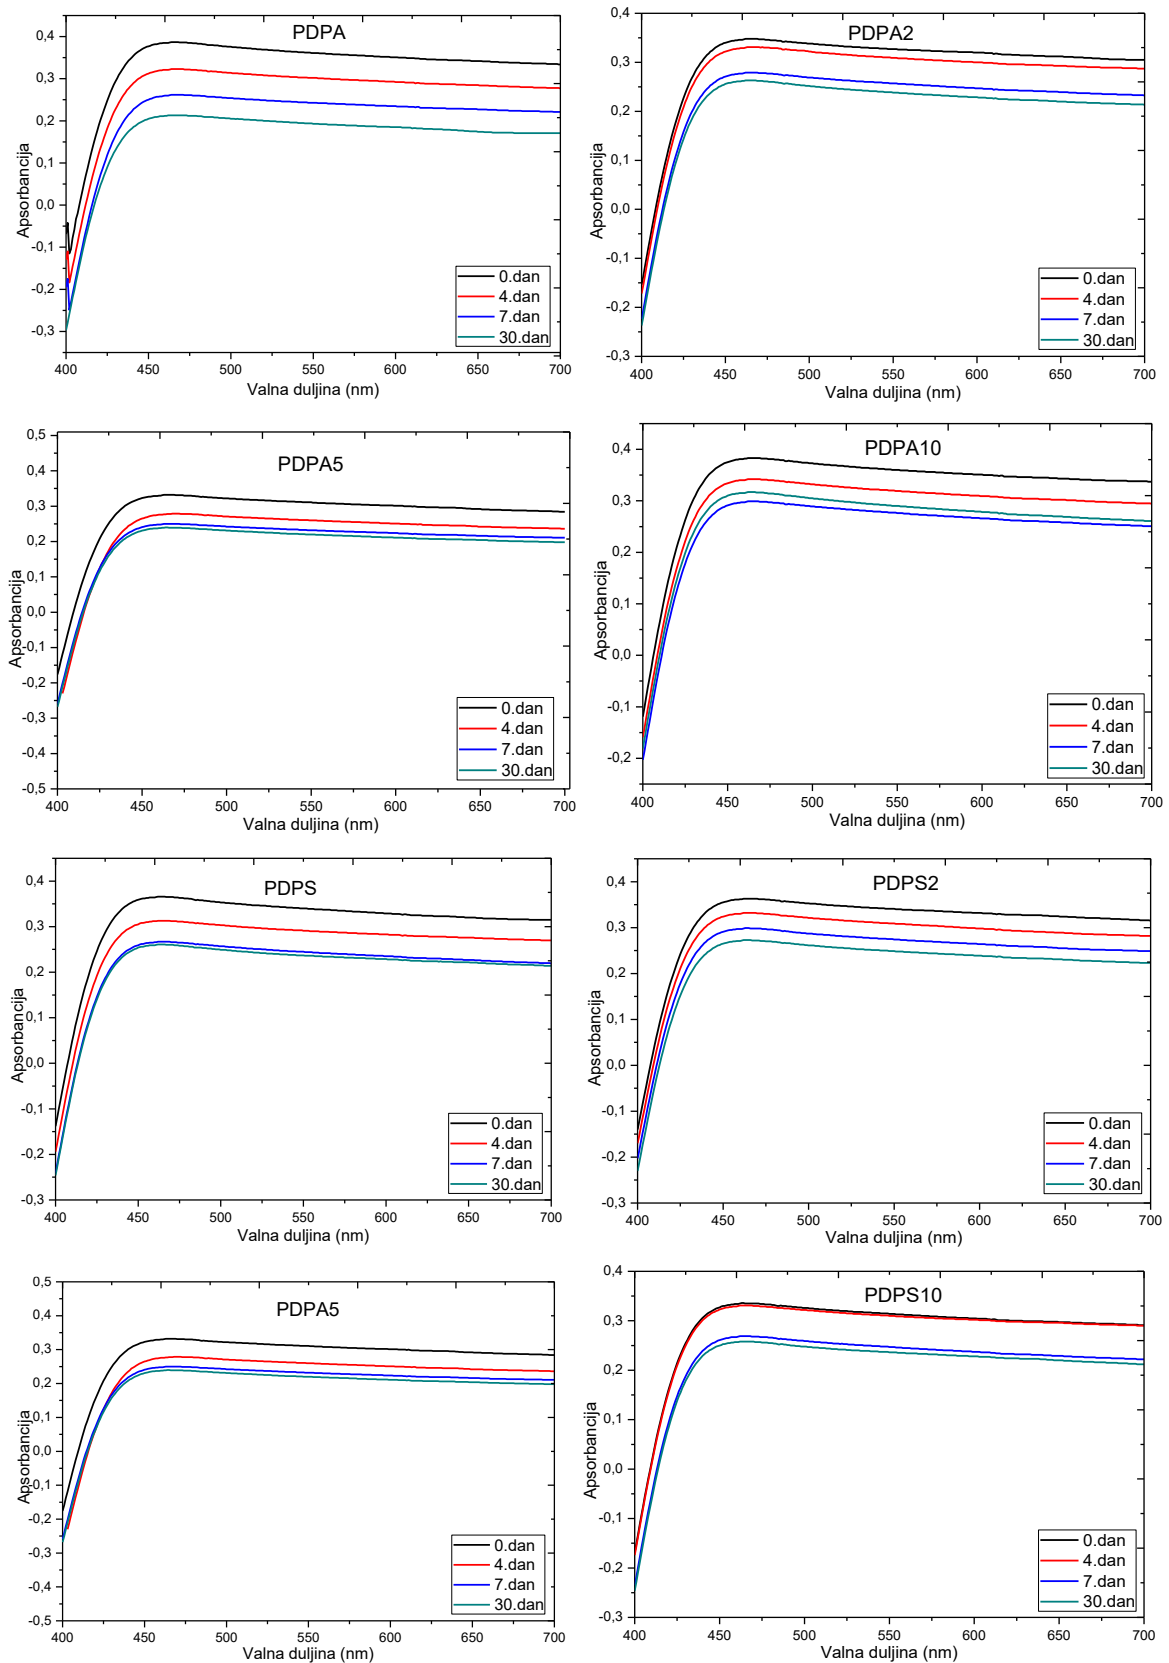 PDPA
0,4
0,3
0,2
0,1
0,0
-0,1
-0,2
-0,3
Apsorbancija
0.dan
4.dan
7.dan
30.dan
400 450 500 550 600 650 700
Valna duljina (nm)
PDPA2
0,4
0,3
0,2
0,1
0,0
-0,1
-0,2
-0,3
Apsorbancija
0.dan
4.dan
7.dan
30.dan
400 450 500 550 600 650 700
Valna duljina (nm)
PDPA5
0,5
0,4
0,3
0,2
0,1
0,0
-0,1
-0,2
-0,3
-0,4
-0,5
Apsorbancija
0.dan
4.dan
7.dan
30.dan
400 450 500 550 600 650 700
Valna duljina (nm)
PDPA10
0,4
0,3
0,2
0,1
0,0
-0,1
-0,2
Apsorbancija
0.dan
4.dan
7.dan
30.dan
400 450 500 550 600 650 700
Valna duljina (nm)
PDPS
0,4
0,3
0,2
0,1
0,0
-0,1
-0,2
-0,3
Apsorbancija
0.dan
4.dan
7.dan
30.dan
400 450 500 550 600 650 700
Valna duljina (nm)
PDPS2
0,4
0,3
0,2
0,1
0,0
-0,1
-0,2
-0,3
Apsorbancija
0.dan
4.dan
7.dan
30.dan
400 450 500 550 600 650 700
Valna duljina (nm)
PDPA5
0,5
0,4
0,3
0,2
0,1
0,0
-0,1
-0,2
-0,3
-0,4
-0,5
Apsorbancija
0.dan
4.dan
7.dan
30.dan
400 450 500 550 600 650 700
Valna duljina (nm)
PDPS10
0,4
0,3
0,2
0,1
0,0
-0,1
-0,2
-0,3
Apsorbancija
0.dan
4.dan
7.dan
30.dan
400 450 500 550 600 650 700
Valna duljina (nm)